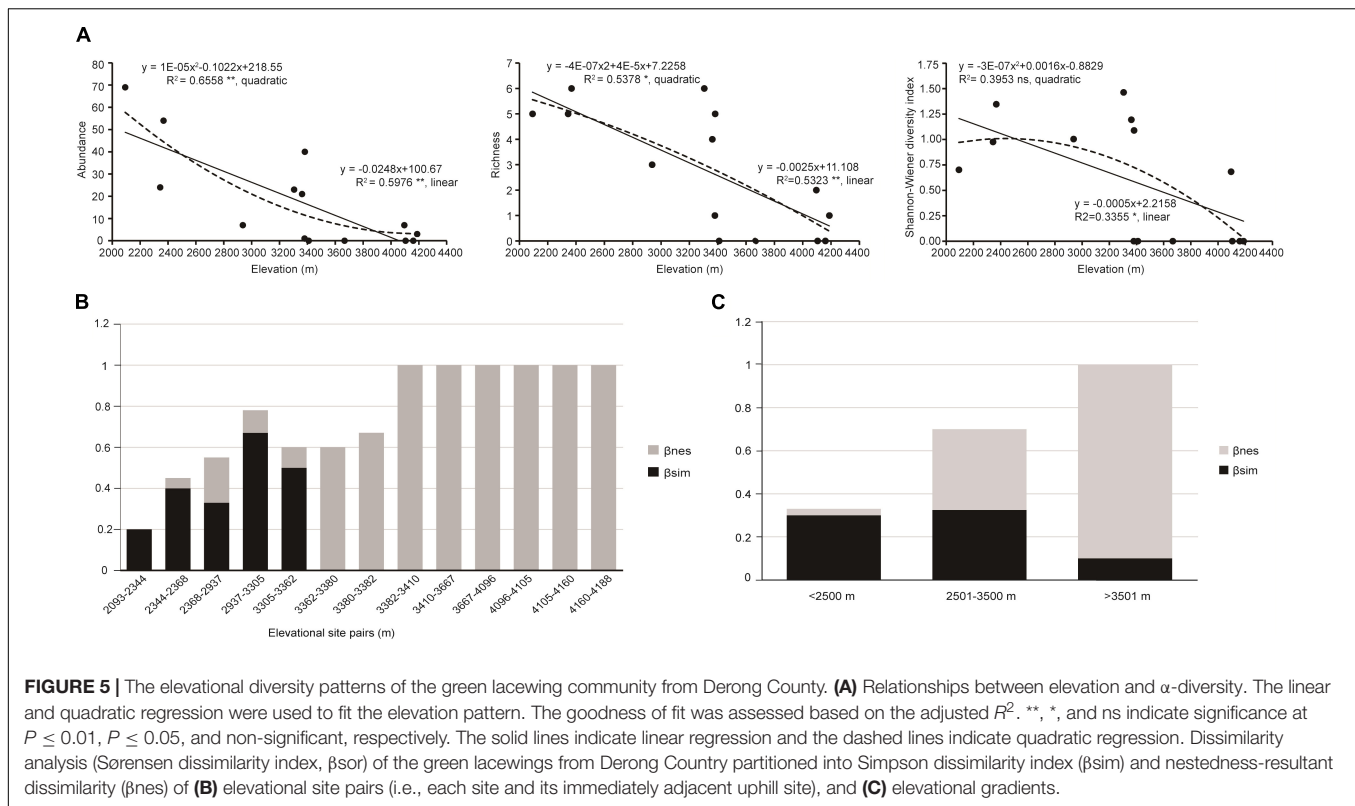 A
y = 1E-05x²-0.1022x+218.55
R² = 0.6558 **, quadratic
80
70
60
50
40
30
20
10
0
Abundance
y = -0.0248x+100.67
R² = 0.5976 **, linear
2000 2200 2400 2600 2800 3000 3200 3400 3600 3800 4000 4200 4400
Elevation (m)
y = -4E-07x2+4E-5x+7.2258
R² = 0.5378 *, quadratic
7
6
5
4
3
2
1
0
Richness
y = -0.0025x+11.108
R²=0.5323 **, linear
2000 2200 2400 2600 2800 3000 3200 3400 3600 3800 4000 4200 4400
Elevation (m)
y = -3E-07x²+0.0016x-0.8829
R²= 0.3953 ns, quadratic
1.75
1.50
1.25
1.00
0.75
0.50
0.25
0.00
Shannon-Wiener diversity index
y = -0.0005x+2.2158
R2=0.3355 *, linear
2000 2200 2400 2600 2800 3000 3200 3400 3600 3800 4000 4200 4400
Elevation (m)
B
1.2
1
0.8
0.6
0.4
0.2
0
βnes
βsim
2093-2344
2344-2368
2368-2937
2937-3305
3305-3362
3362-3380
3380-3382
3382-3410
3410-3667
3667-4096
4096-4105
4105-4160
4160-4188
Elevational site pairs (m)
C
1.2
1
0.8
0.6
0.4
0.2
0
βnes
βsim
<2500 m
2501-3500 m
>3501 m
FIGURE 5 | The elevational diversity patterns of the green lacewing community from Derong County. (A) Relationships between elevation and α-diversity. The linear
and quadratic regression were used to fit the elevation pattern. The goodness of fit was assessed based on the adjusted R². **, *, and ns indicate significance at
P ≤ 0.01, P ≤ 0.05, and non-significant, respectively. The solid lines indicate linear regression and the dashed lines indicate quadratic regression. Dissimilarity
analysis (Sørensen dissimilarity index, βsor) of the green lacewings from Derong Country partitioned into Simpson dissimilarity index (βsim) and nestedness-resultant
dissimilarity (βnes) of (B) elevational site pairs (i.e., each site and its immediately adjacent uphill site), and (C) elevational gradients.